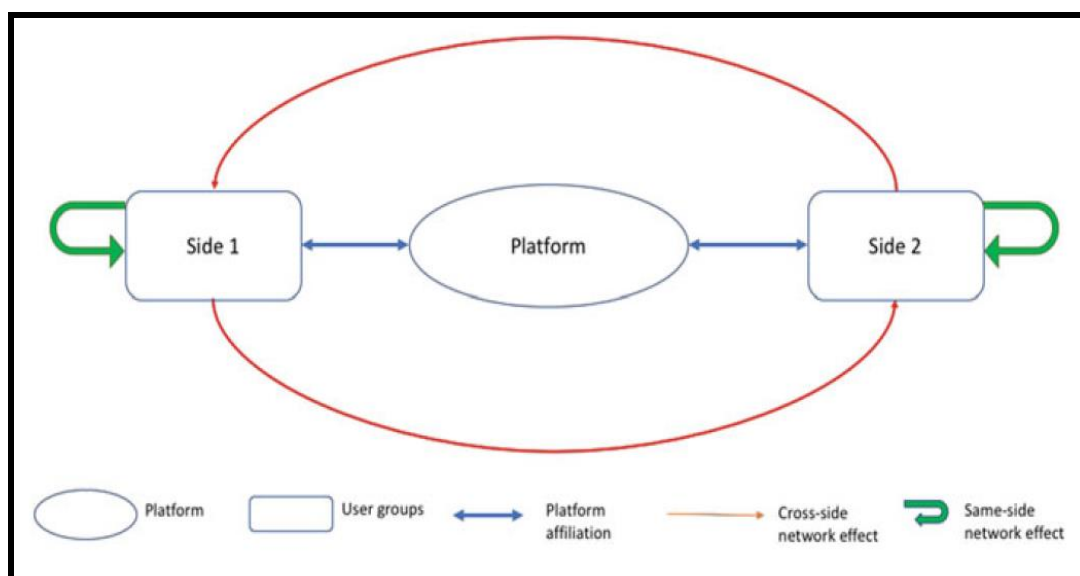 Side 1
Platform
Side 2
Platform
User groups
Platform
affiliation
Cross-side
network effect
Same-side
network effect